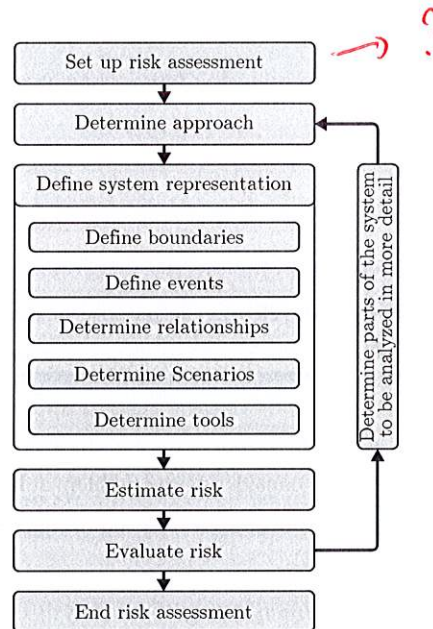 ?
Set up risk assessment
Determine approach
Define system representation
Define boundaries
Define events
Determine relationships
Determine Scenarios
Determine tools
Estimate risk
Evaluate risk
End risk assessment
Determine parts of the system
to be analyzed in more detail